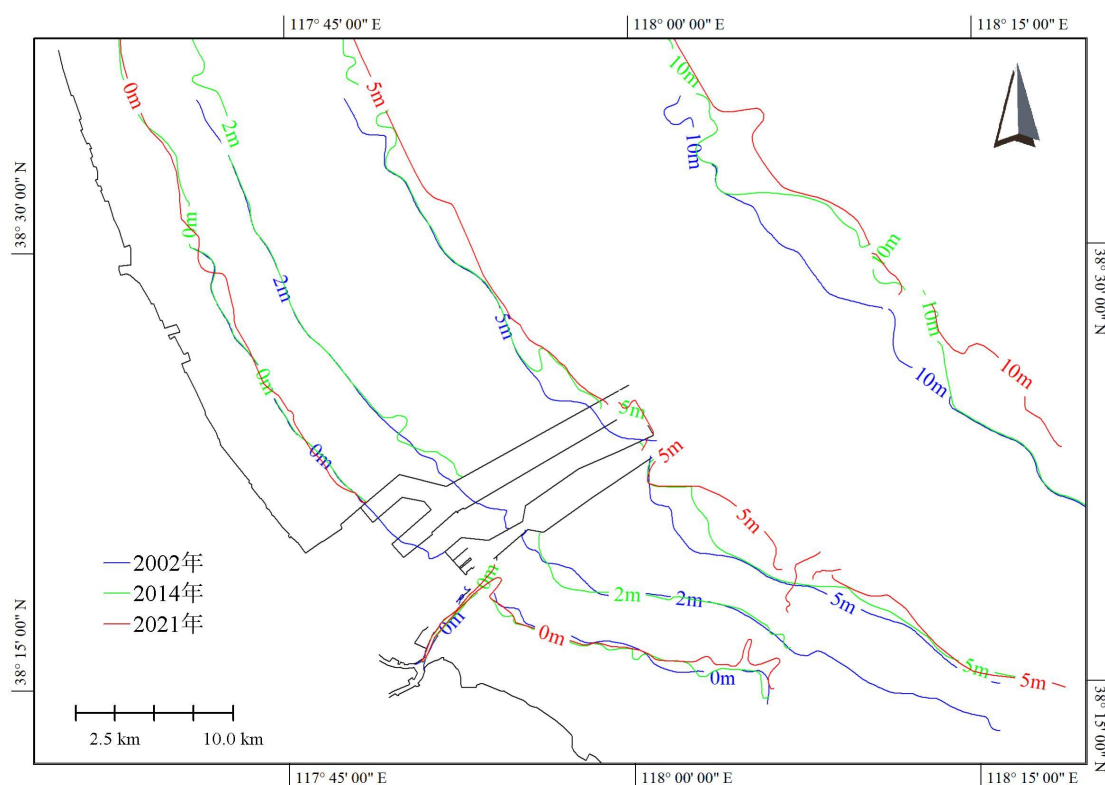 117° 45' 00" E
118° 00' 00" E
118° 15' 00" E
38° 30' 00" N
38° 30' 00" N
38° 15' 00" N
38° 15' 00" N
0m
2m
5m
10m
10m
0m
2m
5m
10m
10m
10m
10m
0m
0m
5m
5m
5m
0m
0m
2m
2m
5m
0m
0m
5m
5m
2002年
2014年
2021年
2.5 km
10.0 km
117° 45' 00" E
118° 00' 00" E
118° 15' 00" E